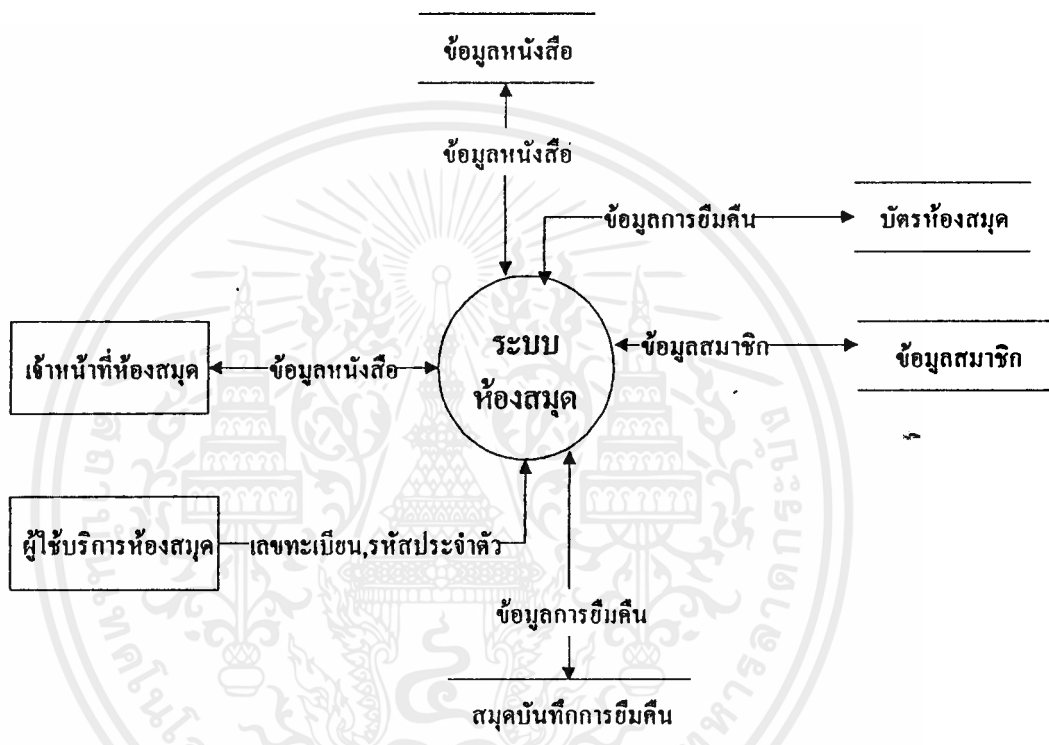 ข้อมูลหนังสือ
ข้อมูลหนังสือ
ข้อมูลการยืมคืน
บัตรห้องสมุด
ระบบ
ห้องสมุด
ข้อมูลสมาชิก
ข้อมูลสมาชิก
เจ้าหน้าที่ห้องสมุด
ข้อมูลหนังสือ
ผู้ใช้บริการห้องสมุด
เลขทะเบียน,รหัสประจำตัว
ข้อมูลการยืมคืน
สมุดบันทึกการยืมคืน